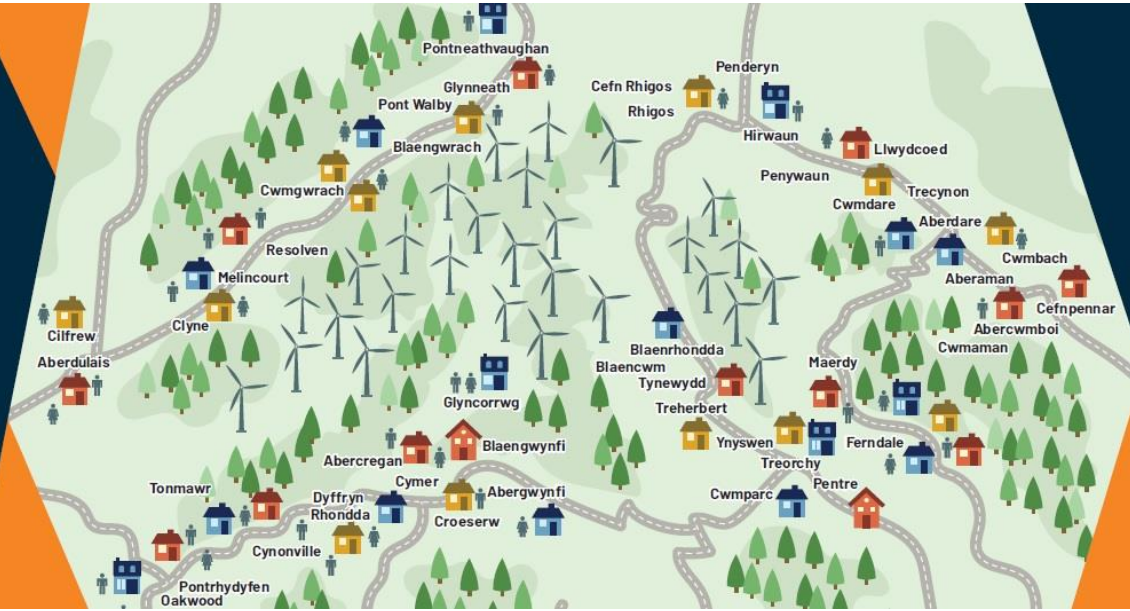 Pontneathvaughan
Glynneath
Pont Walby
Blaengwrach
Cwmgwrach
Resolven
Melincourt
Clyne
Cilfrew
Aberdulais
Penderyn
Cefn Rhigos
Rhigos
Hirwaun
Llwydcoed
Penywaun
Trecynon
Cwmdare
Aberdare
Cwmbach
Aberaman
Cefnpennar
Abercwmboi
Cwmaman
Blaenrhondda
Blaencwm
Tynewydd
Maerdy
Treherbert
Glyncorrwg
Blaengwynfi
Abercregan
Cymer
Abergwynfi
Croeserw
Ynyswen
Ferndale
Treorchy
Pentre
Cwmparc
Tonmawr
Dyffryn
Rhondda
Cynonville
Pontrhydyfen
Oakwood